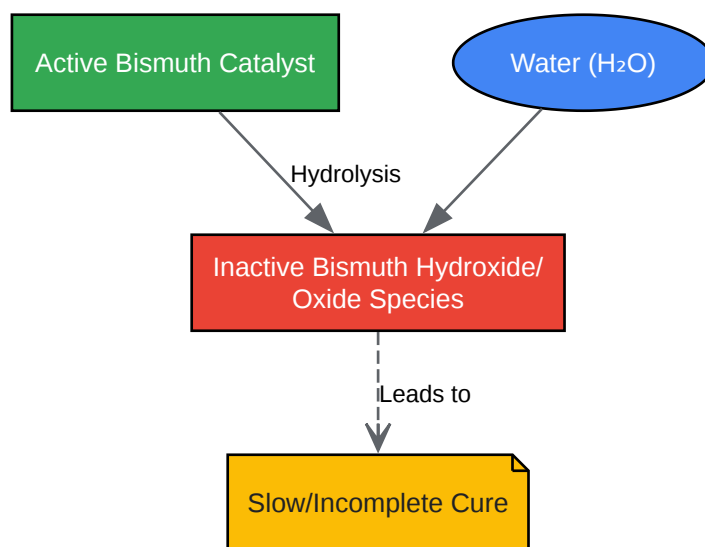 Active Bismuth Catalyst
Water (H₂O)
Hydrolysis
Inactive Bismuth Hydroxide/
Oxide Species
Leads to
Slow/Incomplete Cure